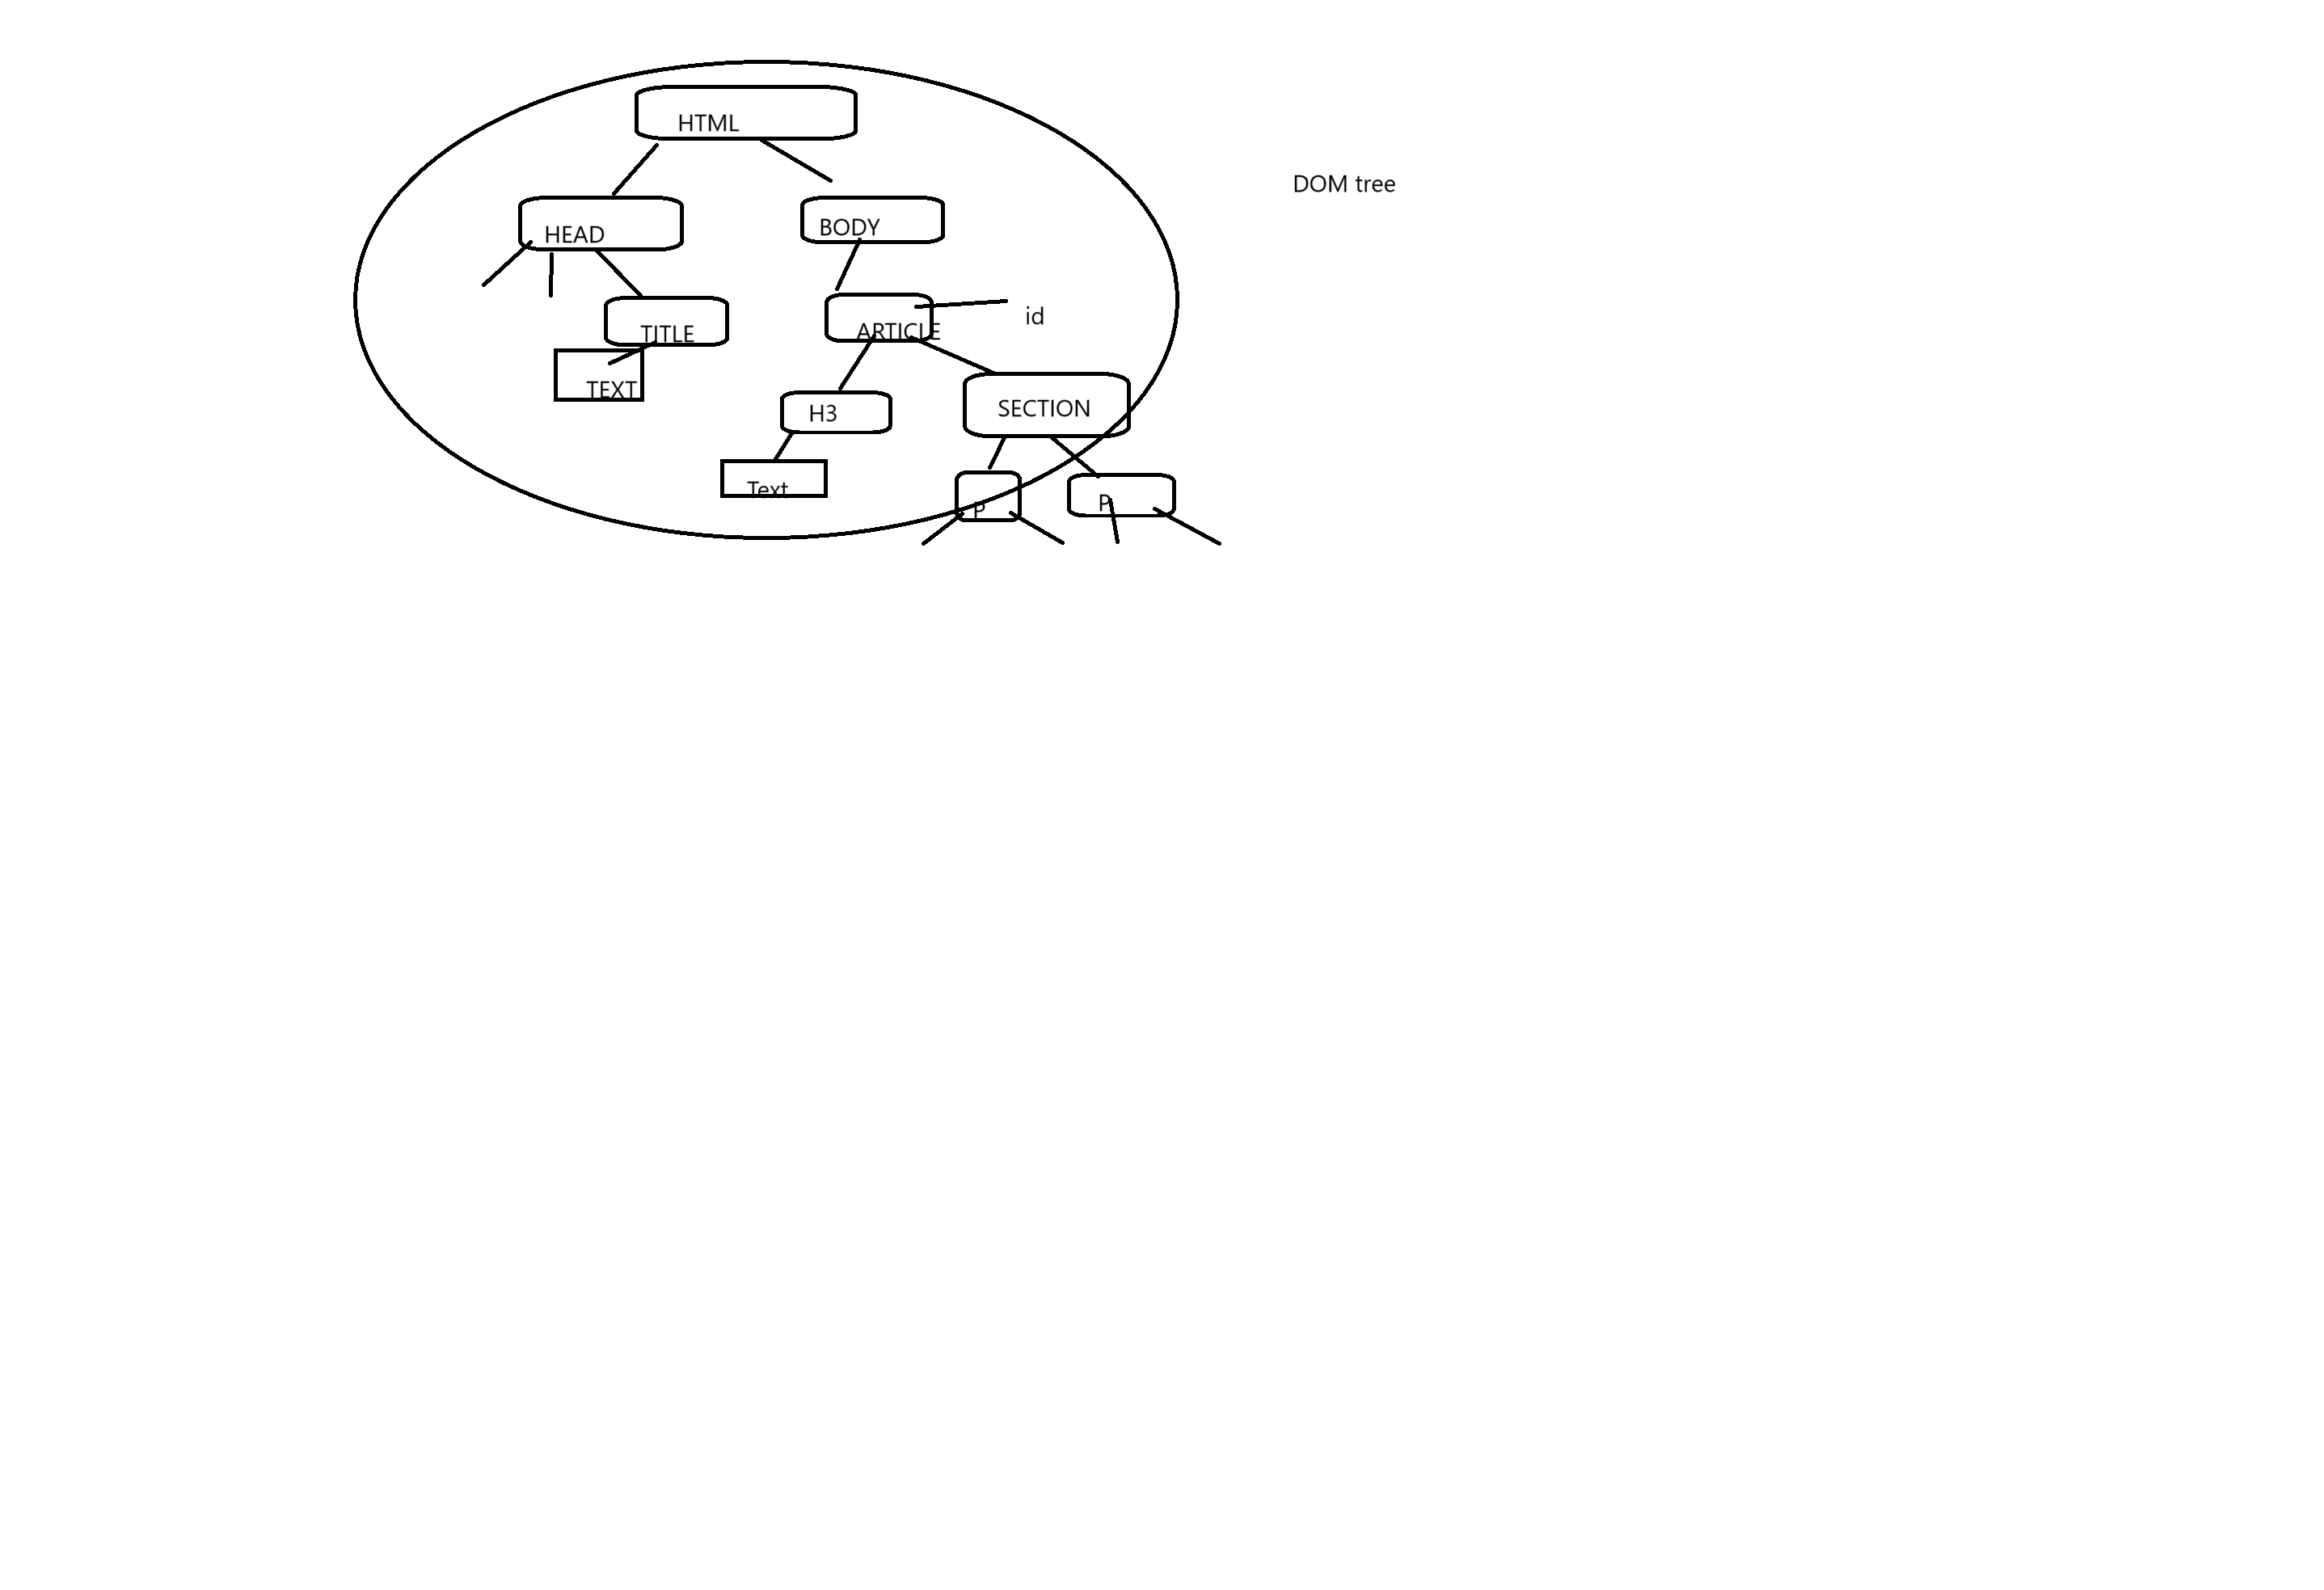 HTML
DOM tree
HEAD
BODY
id
TITLE
ARTICLE
TEXT
H3
SECTION
Text
P
P